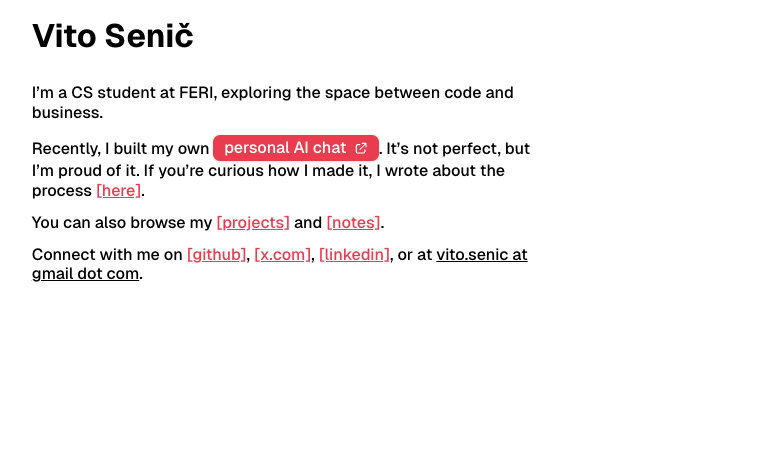 Vito Senič
I’m a CS student at FERI, exploring the space between code and
business.
Recently, I built my own personal AI chat. It’s not perfect, but
I’m proud of it. If you’re curious how I made it, I wrote about the
process [here].
You can also browse my [projects] and [notes].
Connect with me on [github], [x.com], [linkedin], or at vito.senic at
gmail dot com.